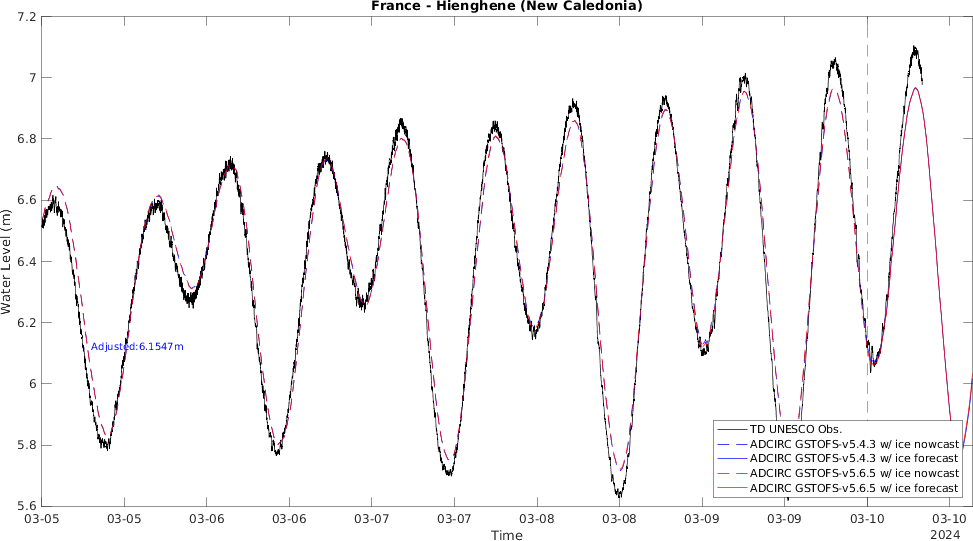 France - Hienghene (New Caledonia)
7.2
7
6.8
6.6
6.4
6.2
6
5.8
5.6
Water Level (m)
Adjusted:6.1547m
TD UNESCO Obs.
ADCIRC GSTOFS-v5.4.3 w/ ice nowcast
ADCIRC GSTOFS-v5.4.3 w/ ice forecast
ADCIRC GSTOFS-v5.6.5 w/ ice nowcast
ADCIRC GSTOFS-v5.6.5 w/ ice forecast
03-05 03-05 03-06 03-06 03-07 03-07 03-08 03-08 03-09 03-09 03-10 03-10
2024
Time